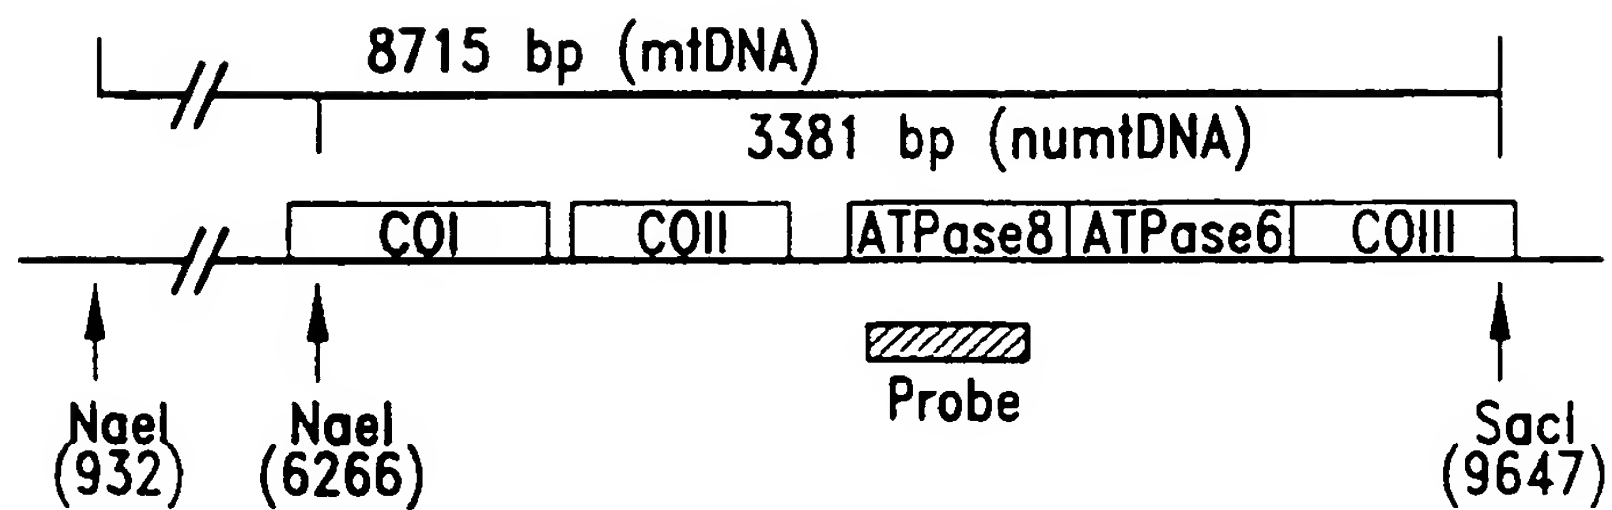 8715 bp (mtDNA)
3381 bp (numtDNA)
COI COII ATPase8 ATPase6 COIII
Probe
NaeI NaeI SacI
(932) (6266) (9647)